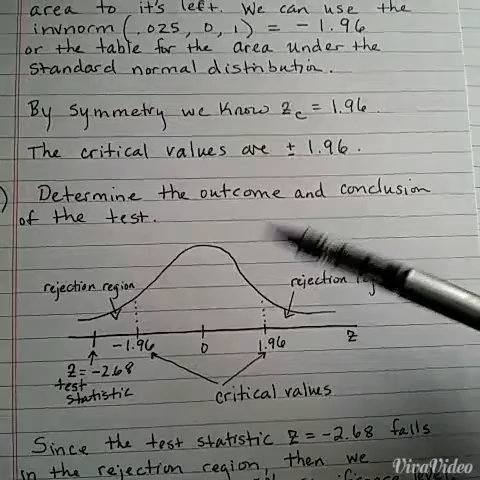 area to it's left. We can use the
invnorm (.025, 0, 1) = -1.96
or the table for the area under the
standard normal distribution.
By symmetry we know Zc = 1.96.
The critical values are ± 1.96.
) Determine the outcome and conclusion
of the test.
rejection region
rejection
-1.96 0 1.96 Z
Z = -2.68
test
statistic
critical values
Since the test statistic Z = -2.68 falls
in the rejection region, then we
VivaVideo